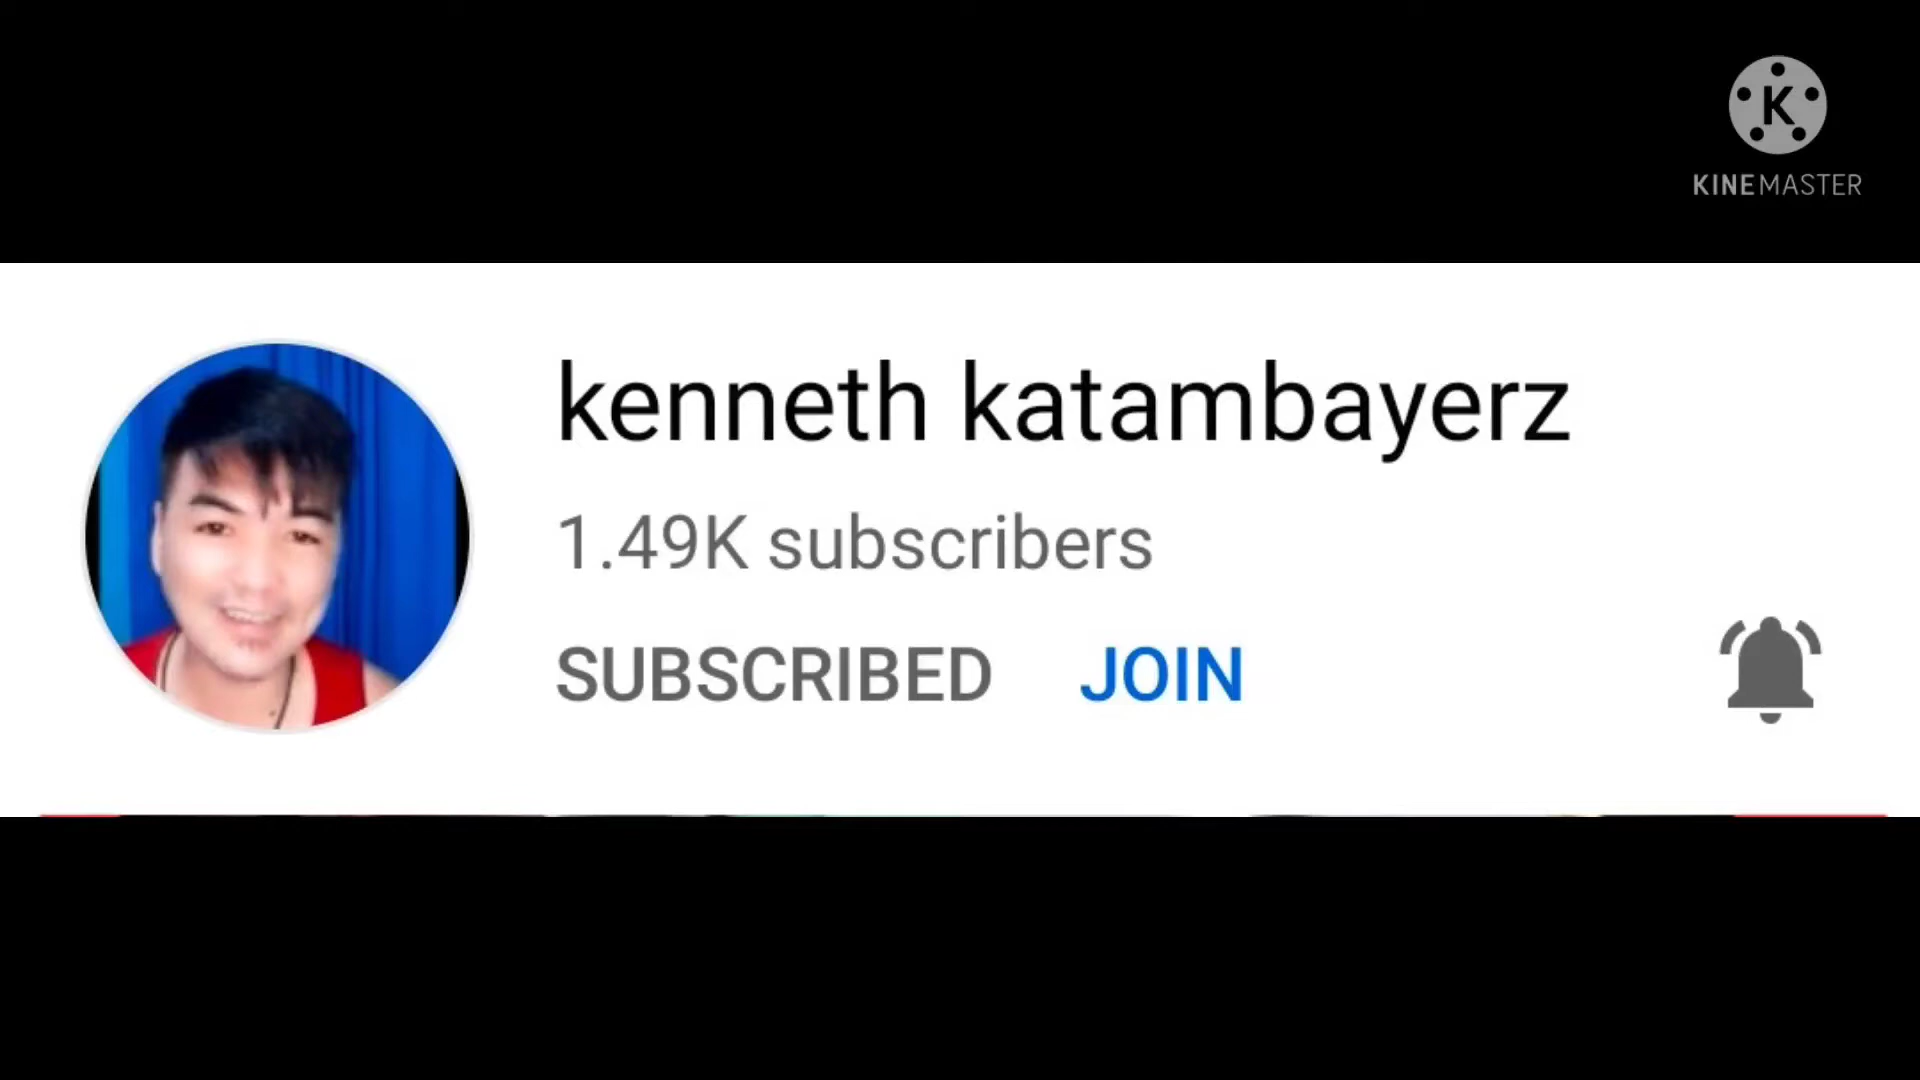 K
KINEMASTER
kenneth katambayerz
1.49K subscribers
SUBSCRIBED JOIN